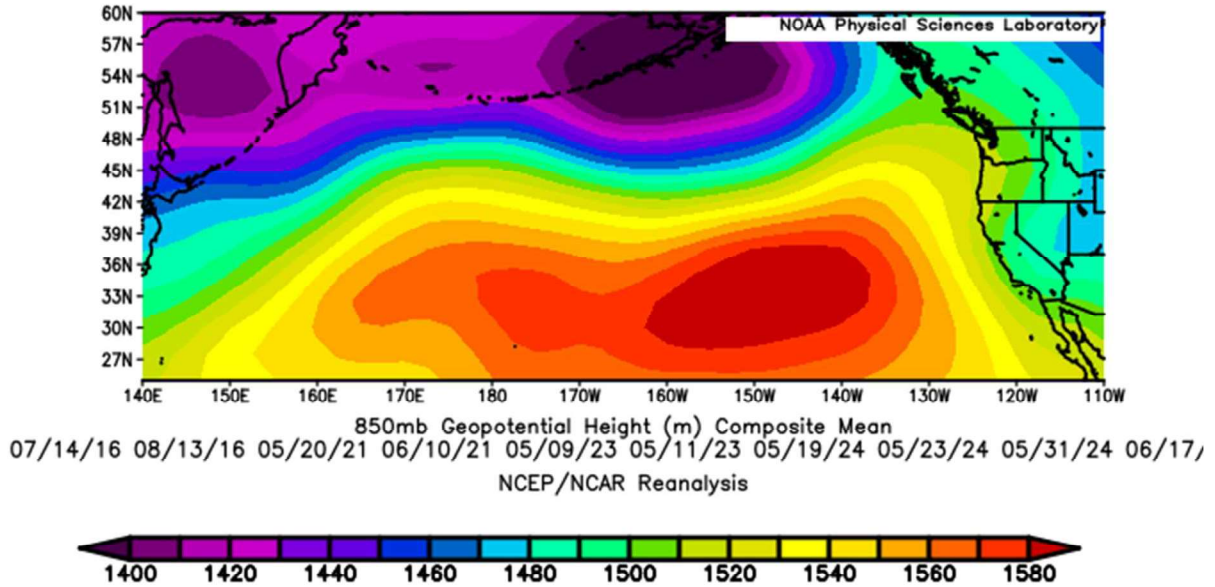 60N
NOAA Physical Sciences Laboratory
57N
54N
51N
48N
45N
42N
39N
36N
33N
30N
27N
140E 150E 160E 170E 180 170W 160W 150W 140W 130W 120W 110W
850mb Geopotential Height (m) Composite Mean
07/14/16 08/13/16 05/20/21 06/10/21 05/09/23 05/11/23 05/19/24 05/23/24 05/31/24 06/17/
NCEP/NCAR Reanalysis
1400 1420 1440 1460 1480 1500 1520 1540 1560 1580